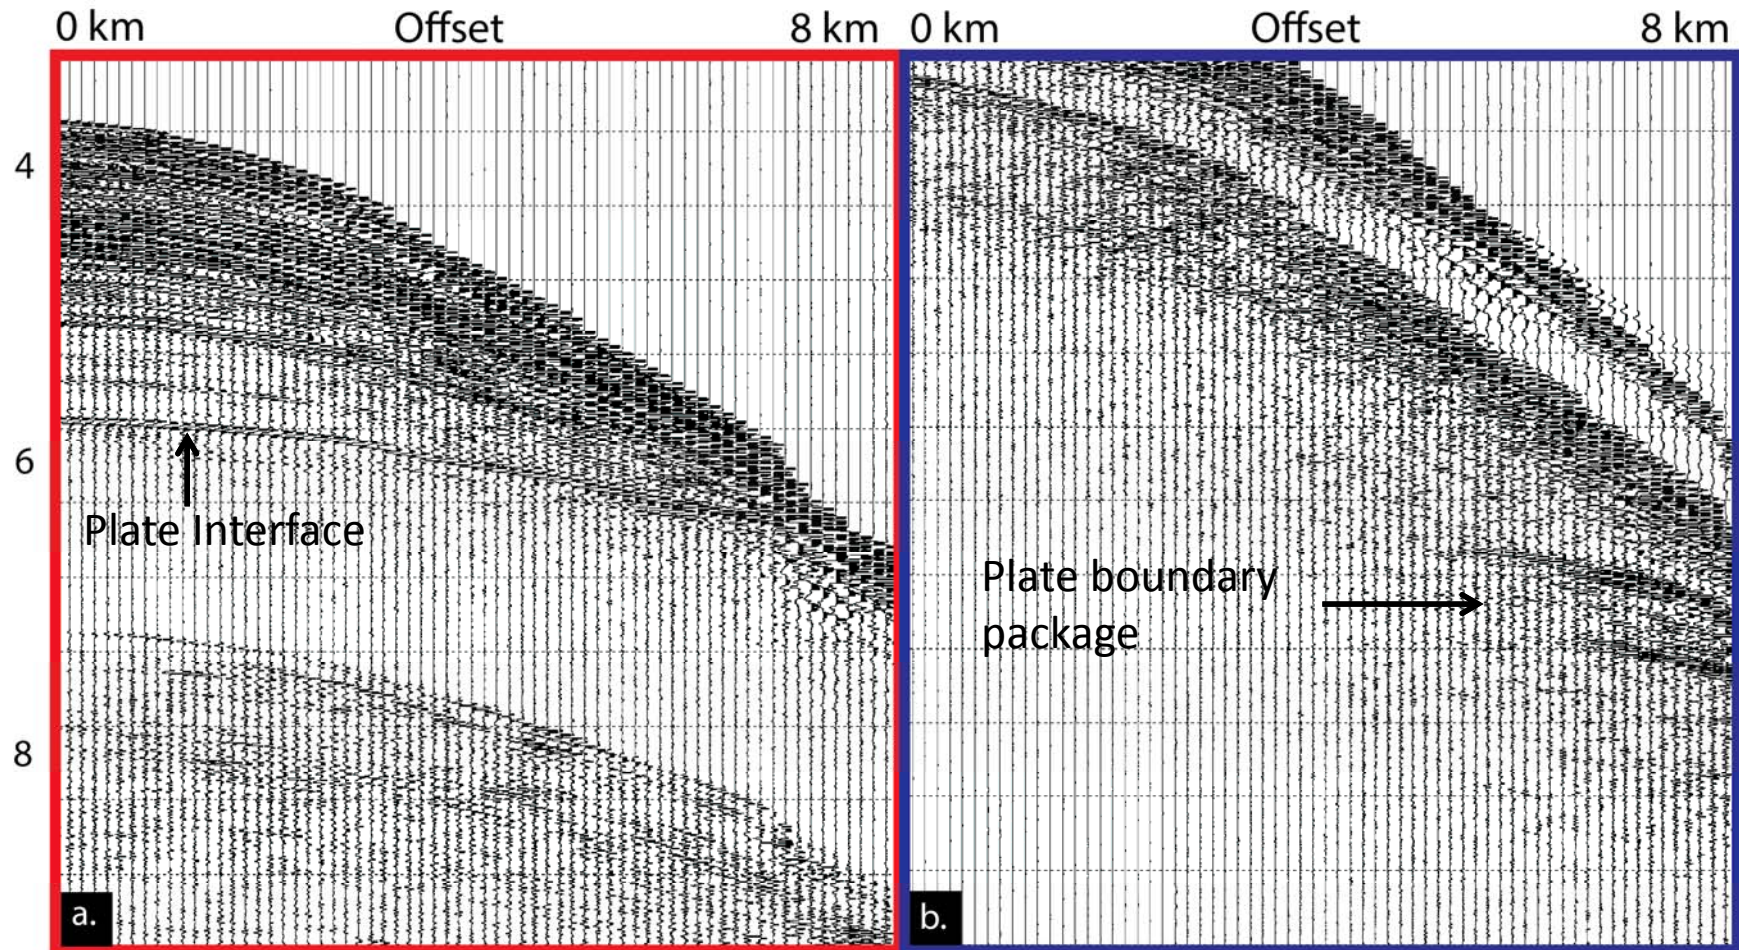 0 km Offset 8 km 0 km Offset 8 km
4
6
Plate Interface
Plate boundary
package
8
a. b.